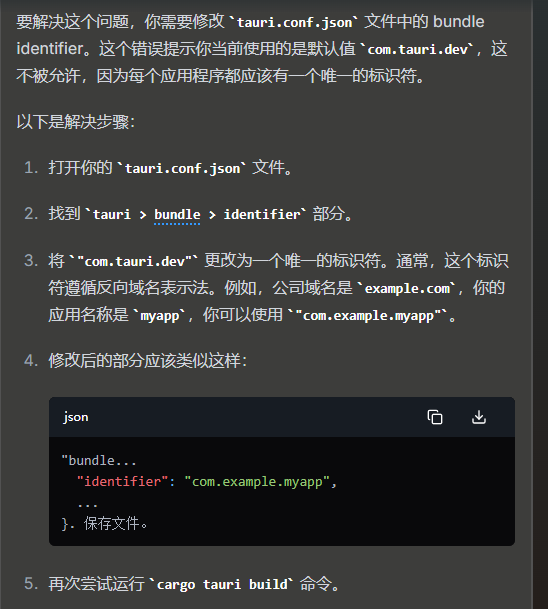 要解决这个问题，你需要修改 `tauri.conf.json` 文件中的 bundle
identifier。这个错误提示你当前使用的是默认值 `com.tauri.dev`，这
不被允许，因为每个应用程序都应该有一个唯一的标识符。
以下是解决步骤：
1. 打开你的 `tauri.conf.json` 文件。
2. 找到 `tauri > bundle > identifier` 部分。
3. 将 `"com.tauri.dev"` 更改为一个唯一的标识符。通常，这个标识
符遵循反向域名表示法。例如，公司域名是 `example.com`，你的
应用名称是 `myapp`，你可以使用 `"com.example.myapp"`。
4. 修改后的部分应该类似这样：
json
"bundle...
"identifier": "com.example.myapp",
...
}. 保存文件。
5. 再次尝试运行 `cargo tauri build` 命令。